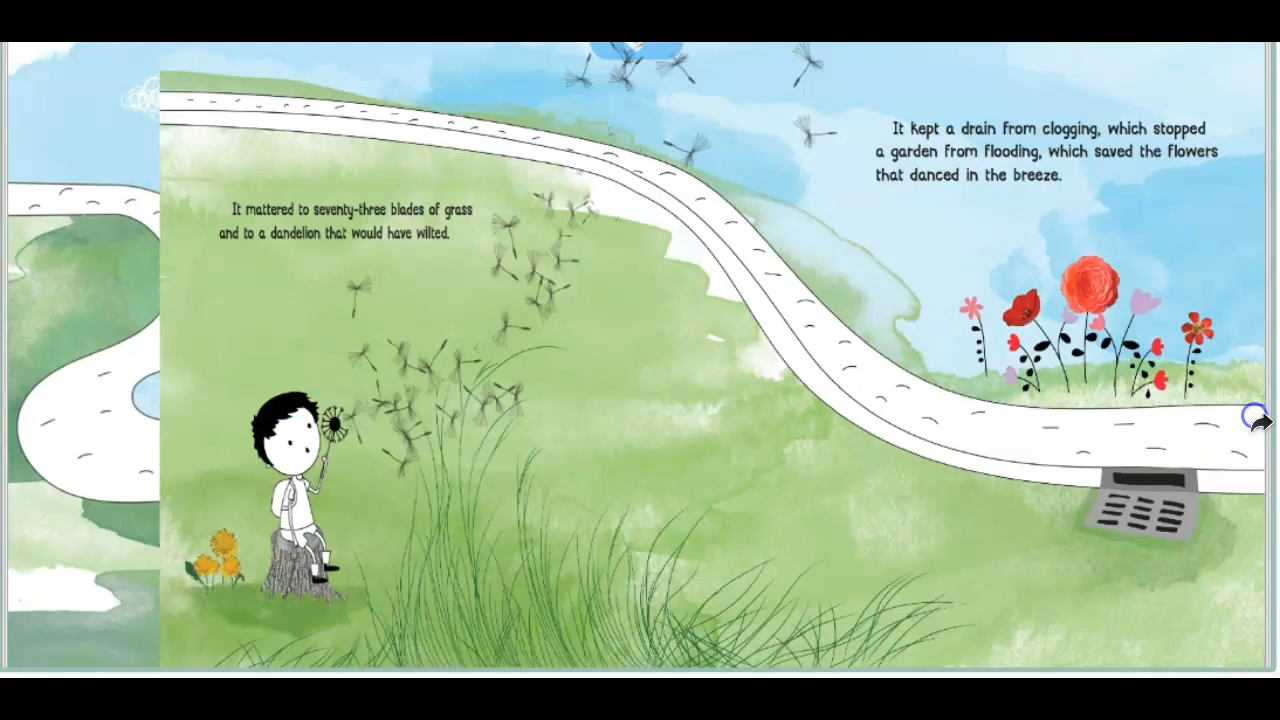 It mattered to seventy-three blades of grass
and to a dandelion that would have wilted.
It kept a drain from clogging, which stopped
a garden from flooding, which saved the flowers
that danced in the breeze.